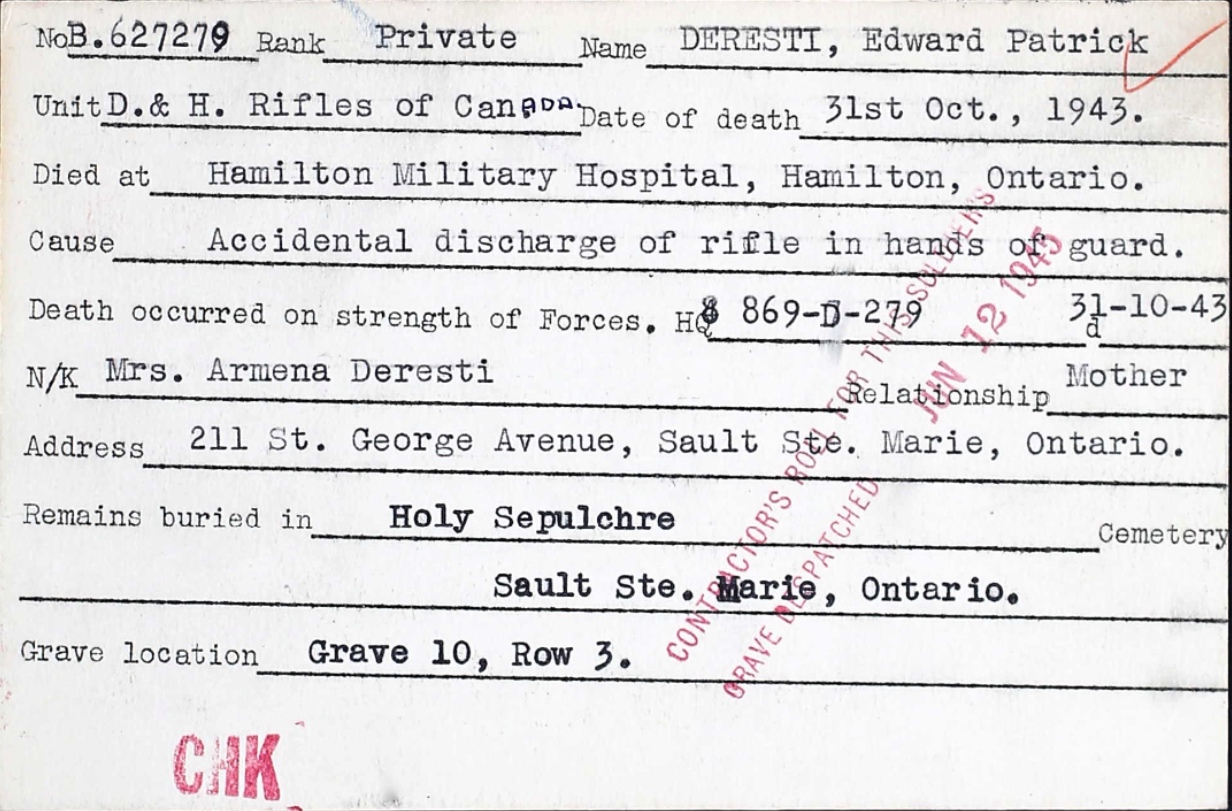 No B.627279 Rank Private Name DERESTI, Edward Patrick
Unit D.& H. Rifles of Canada. Date of death 31st Oct., 1943.
Died at Hamilton Military Hospital, Hamilton, Ontario.
Cause Accidental discharge of rifle in hands of guard.
Death occurred on strength of Forces. HQ 869-D-279 d 31-10-43
N/K Mrs. Armena Deresti Relationship Mother
Address 211 St. George Avenue, Sault Ste. Marie, Ontario.
Remains buried in Holy Sepulchre Cemetery
Sault Ste. Marie, Ontario.
Grave location Grave 10, Row 3.
CONTRACTOR'S ROLL FOR THIS SOLDIER'S
GRAVE DESPATCHED JUN 12 1945
CHK